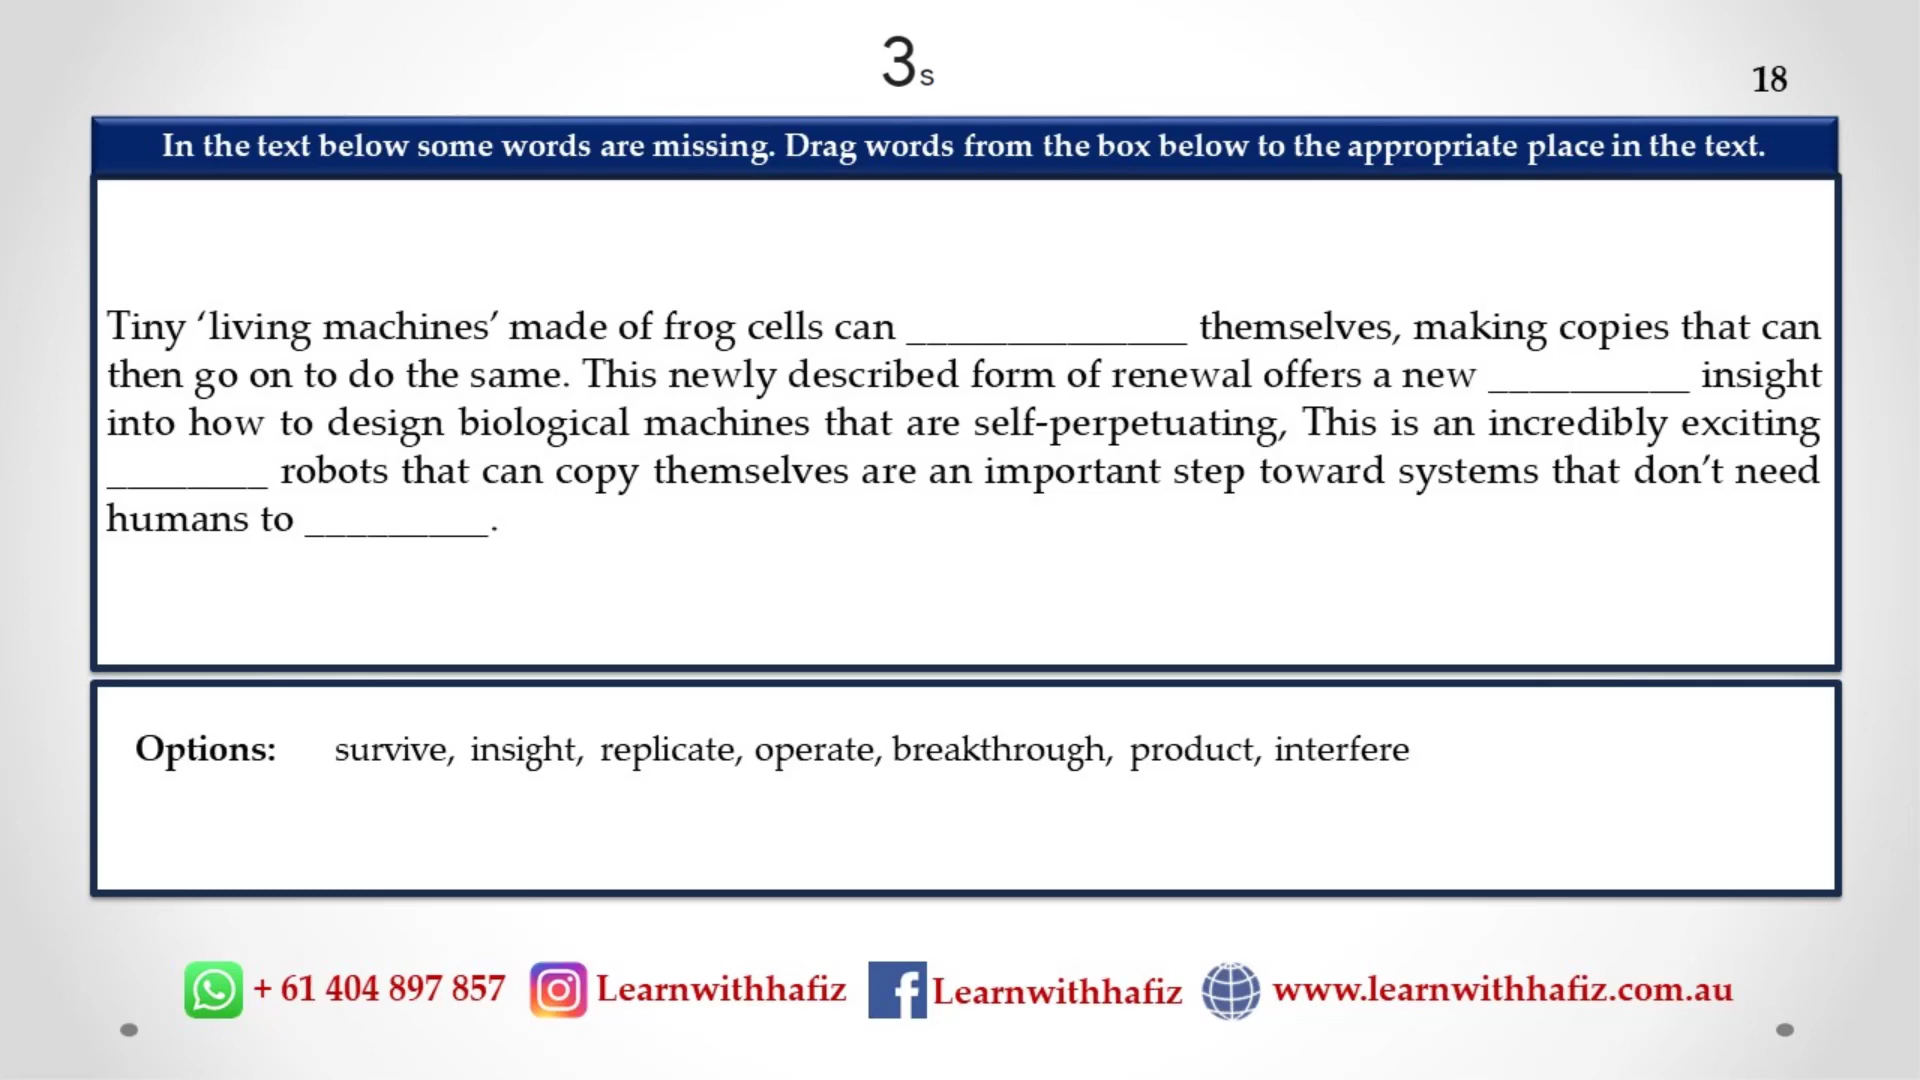 3s
18
In the text below some words are missing. Drag words from the box below to the appropriate place in the text.
Tiny ‘living machines’ made of frog cells can ______________ themselves, making copies that can
then go on to do the same. This newly described form of renewal offers a new __________ insight
into how to design biological machines that are self-perpetuating, This is an incredibly exciting
________ robots that can copy themselves are an important step toward systems that don’t need
humans to _________.
Options: survive, insight, replicate, operate, breakthrough, product, interfere
+ 61 404 897 857 Learnwithhafiz Learnwithhafiz www.learnwithhafiz.com.au